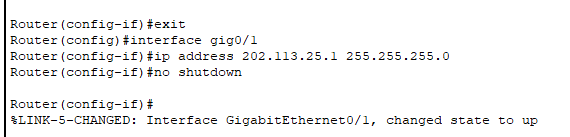 Router(config-if)#exit
Router(config)#interface gig0/1
Router(config-if)#ip address 202.113.25.1 255.255.255.0
Router(config-if)#no shutdown
Router(config-if)#
%LINK-5-CHANGED: Interface GigabitEthernet0/1, changed state to up